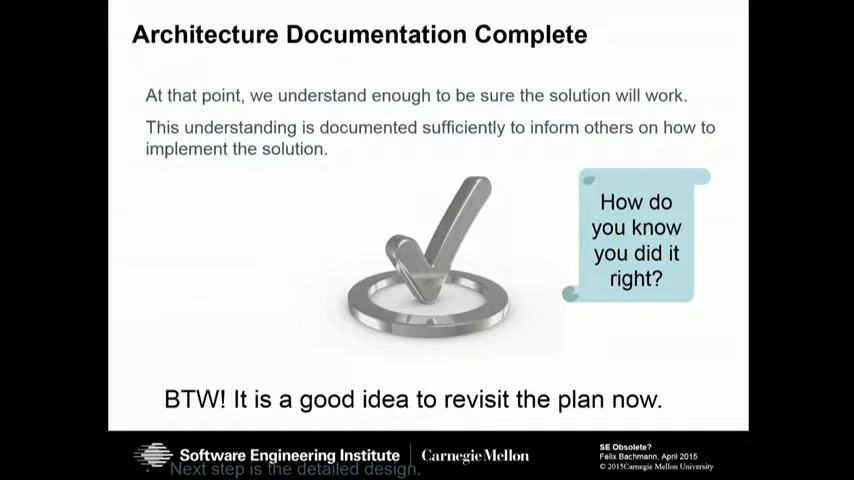 Architecture Documentation Complete
At that point, we understand enough to be sure the solution will work.
This understanding is documented sufficiently to inform others on how to
implement the solution.
How do
you know
you did it
right?
BTW! It is a good idea to revisit the plan now.
Software Engineering Institute
Carnegie Mellon
SE Obsolete?
Felix Bachmann, April 2015
© 2015Carnegie Mellon University
• Next step is the detailed design.